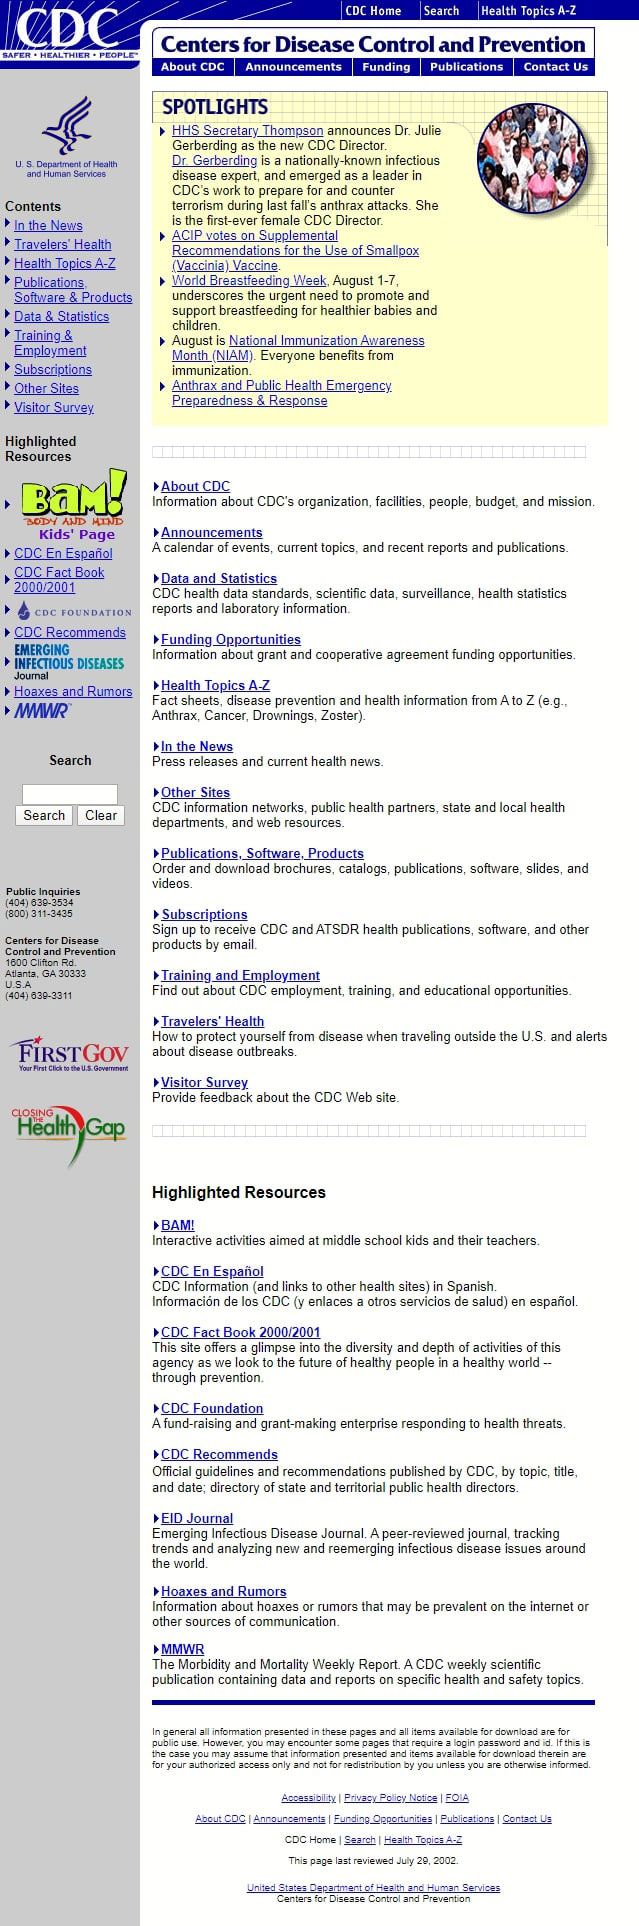 CDC Home
Search
Health Topics A-Z
CDC
SAFER • HEALTHIER • PEOPLE™
Centers for Disease Control and Prevention
About CDC
Announcements
Funding
Publications
Contact Us
U. S. Department of Health
and Human Services
Contents
In the News
Travelers' Health
Health Topics A-Z
Publications,
Software & Products
Data & Statistics
Training &
Employment
Subscriptions
Other Sites
Visitor Survey
Highlighted
Resources
BAM!
BODY AND MIND
Kids' Page
CDC En Español
CDC Fact Book
2000/2001
CDC FOUNDATION
CDC Recommends
EMERGING
INFECTIOUS DISEASES
Journal
Hoaxes and Rumors
MMWR™
Search
Search Clear
Public Inquiries
(404) 639-3534
(800) 311-3435
Centers for Disease
Control and Prevention
1600 Clifton Rd.
Atlanta, GA 30333
U.S.A
(404) 639-3311
FIRSTGOV
Your First Click to the U.S. Government
CLOSING
THE
Health Gap
SPOTLIGHTS
HHS Secretary Thompson announces Dr. Julie
Gerberding as the new CDC Director.
Dr. Gerberding is a nationally-known infectious
disease expert, and emerged as a leader in
CDC's work to prepare for and counter
terrorism during last fall's anthrax attacks. She
is the first-ever female CDC Director.
ACIP votes on Supplemental
Recommendations for the Use of Smallpox
(Vaccinia) Vaccine.
World Breastfeeding Week, August 1-7,
underscores the urgent need to promote and
support breastfeeding for healthier babies and
children.
August is National Immunization Awareness
Month (NIAM). Everyone benefits from
immunization.
Anthrax and Public Health Emergency
Preparedness & Response
About CDC
Information about CDC's organization, facilities, people, budget, and mission.
Announcements
A calendar of events, current topics, and recent reports and publications.
Data and Statistics
CDC health data standards, scientific data, surveillance, health statistics
reports and laboratory information.
Funding Opportunities
Information about grant and cooperative agreement funding opportunities.
Health Topics A-Z
Fact sheets, disease prevention and health information from A to Z (e.g.,
Anthrax, Cancer, Drownings, Zoster).
In the News
Press releases and current health news.
Other Sites
CDC information networks, public health partners, state and local health
departments, and web resources.
Publications, Software, Products
Order and download brochures, catalogs, publications, software, slides, and
videos.
Subscriptions
Sign up to receive CDC and ATSDR health publications, software, and other
products by email.
Training and Employment
Find out about CDC employment, training, and educational opportunities.
Travelers' Health
How to protect yourself from disease when traveling outside the U.S. and alerts
about disease outbreaks.
Visitor Survey
Provide feedback about the CDC Web site.
Highlighted Resources
BAM!
Interactive activities aimed at middle school kids and their teachers.
CDC En Español
CDC Information (and links to other health sites) in Spanish.
Información de los CDC (y enlaces a otros servicios de salud) en español.
CDC Fact Book 2000/2001
This site offers a glimpse into the diversity and depth of activities of this
agency as we look to the future of healthy people in a healthy world --
through prevention.
CDC Foundation
A fund-raising and grant-making enterprise responding to health threats.
CDC Recommends
Official guidelines and recommendations published by CDC, by topic, title,
and date; directory of state and territorial public health directors.
EID Journal
Emerging Infectious Disease Journal. A peer-reviewed journal, tracking
trends and analyzing new and reemerging infectious disease issues around
the world.
Hoaxes and Rumors
Information about hoaxes or rumors that may be prevalent on the internet or
other sources of communication.
MMWR
The Morbidity and Mortality Weekly Report. A CDC weekly scientific
publication containing data and reports on specific health and safety topics.
In general all information presented in these pages and all items available for download are for
public use. However, you may encounter some pages that require a login password and id. If this is
the case you may assume that information presented and items available for download therein are
for your authorized access only and not for redistribution by you unless you are otherwise informed.
Accessibility | Privacy Policy Notice | FOIA
About CDC | Announcements | Funding Opportunities | Publications | Contact Us
CDC Home | Search | Health Topics A-Z
This page last reviewed July 29, 2002.
United States Department of Health and Human Services
Centers for Disease Control and Prevention